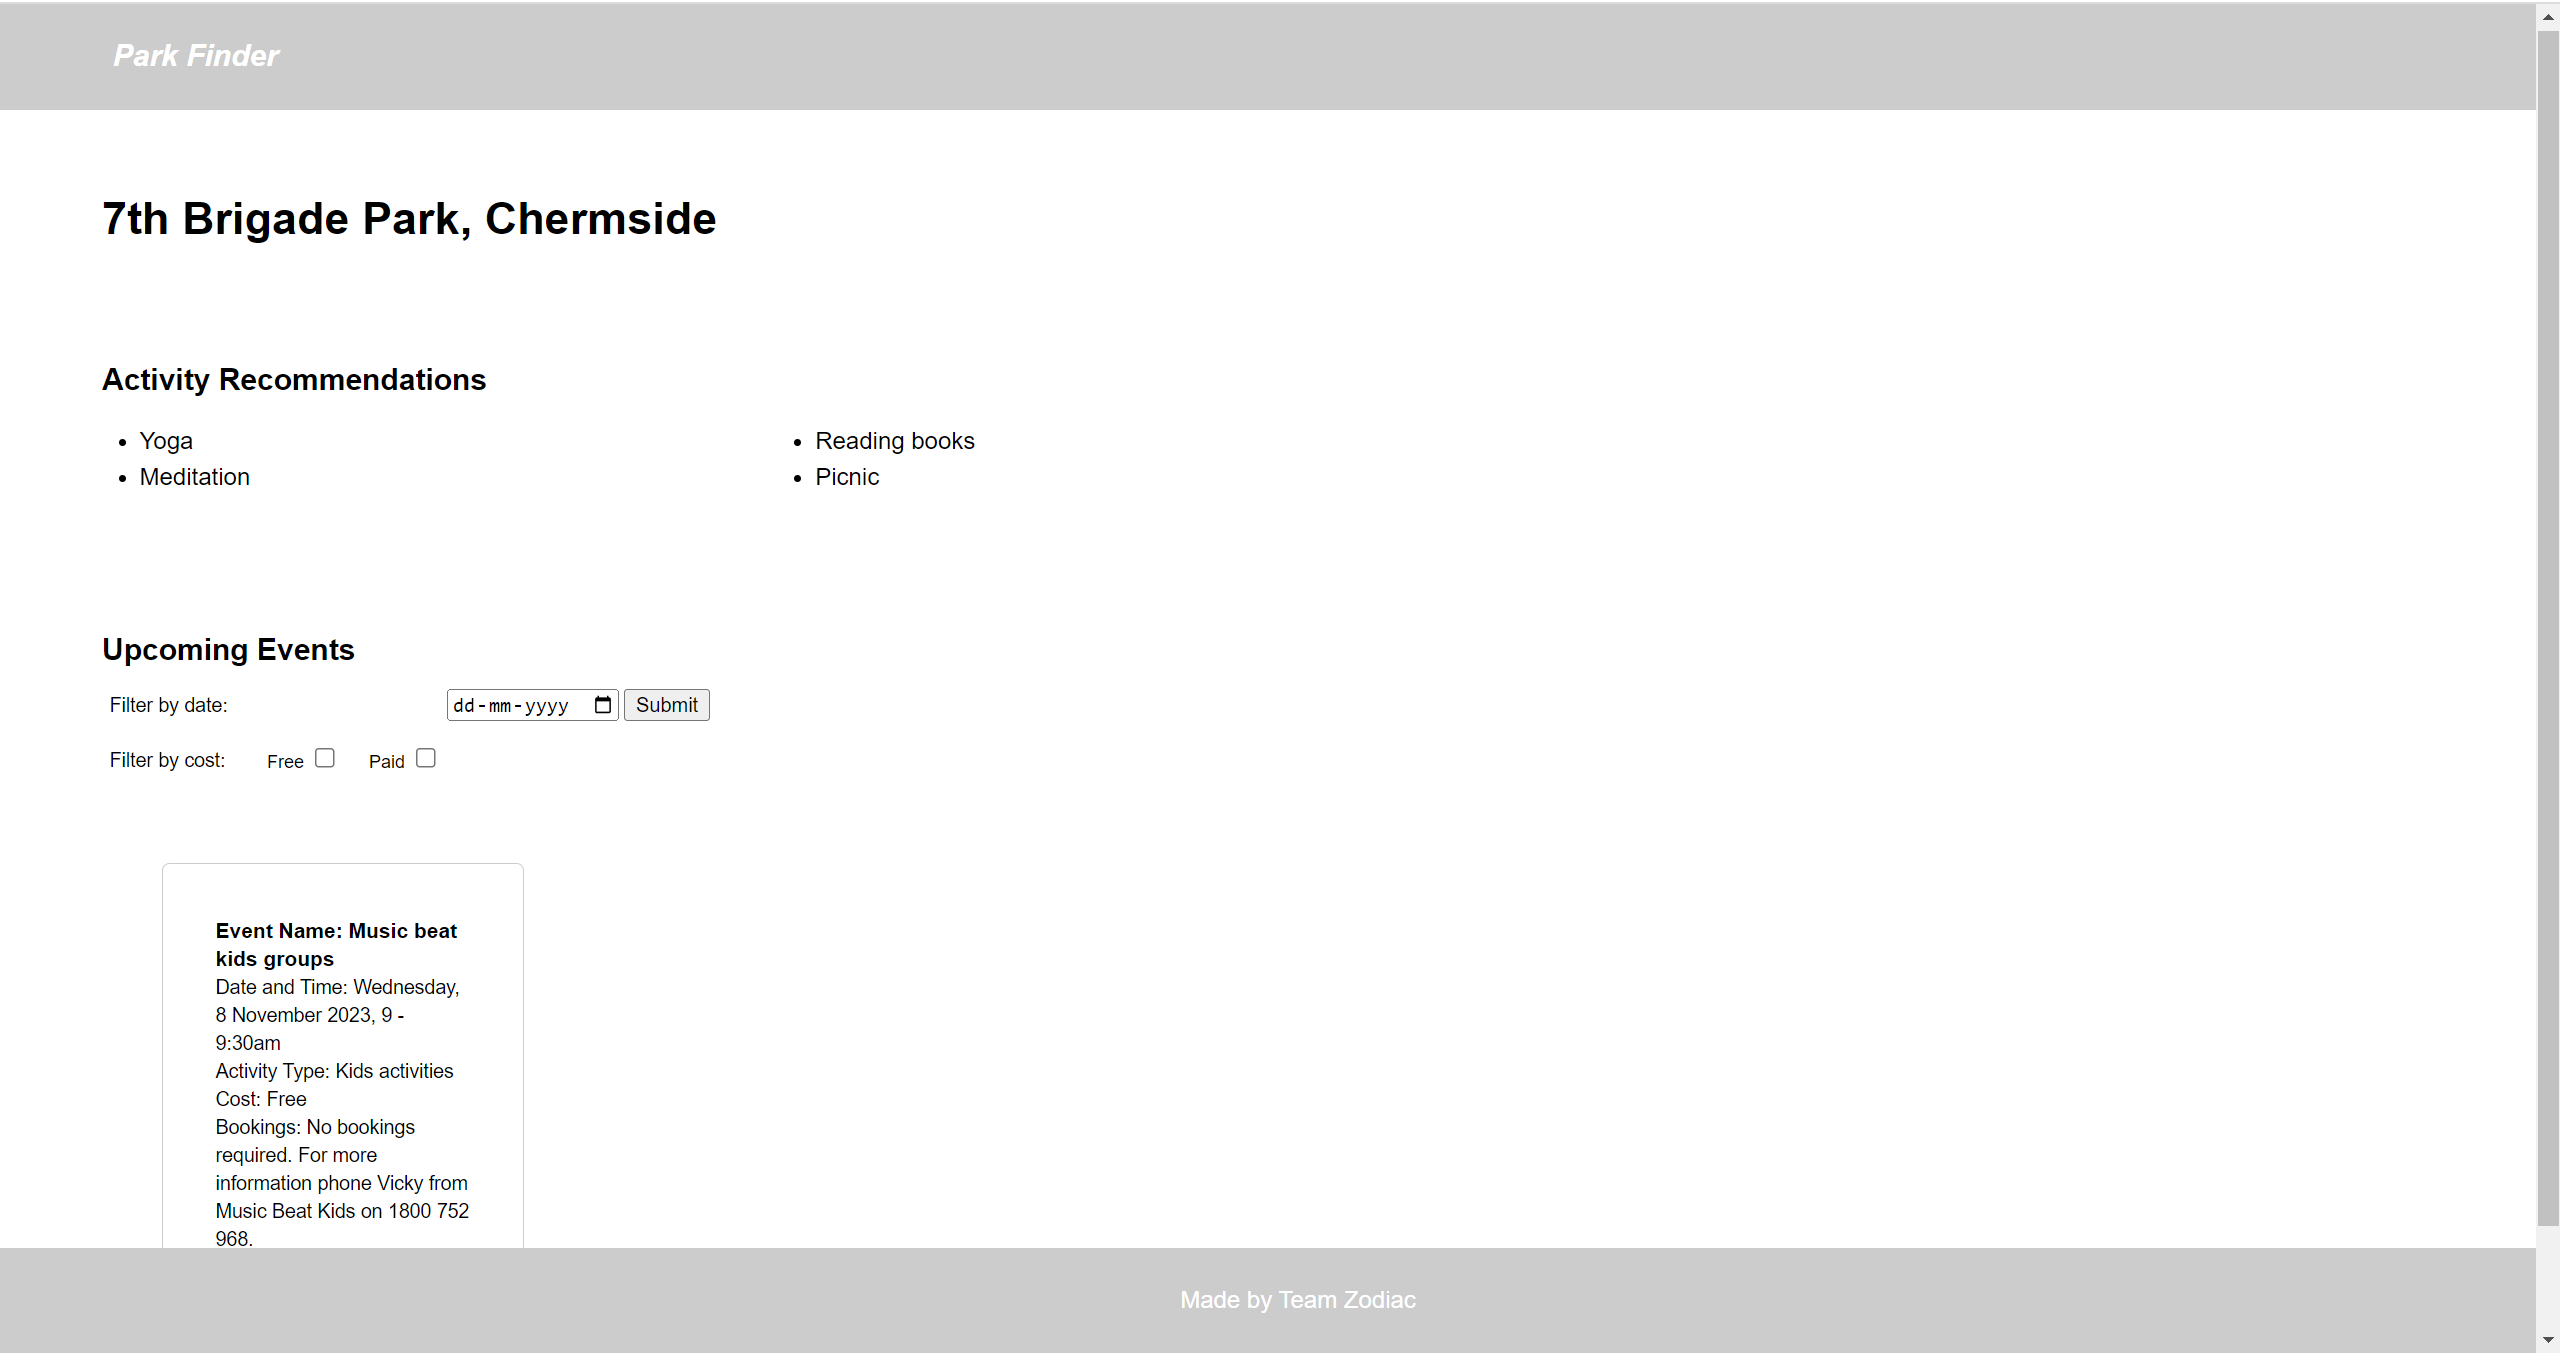 Park Finder
7th Brigade Park, Chermside
Activity Recommendations
• Yoga
• Meditation
• Reading books
• Picnic
Upcoming Events
Filter by date: dd-mm-yyyy Submit
Filter by cost: Free Paid
Event Name: Music beat
kids groups
Date and Time: Wednesday,
8 November 2023, 9 -
9:30am
Activity Type: Kids activities
Cost: Free
Bookings: No bookings
required. For more
information phone Vicky from
Music Beat Kids on 1800 752
968.
Made by Team Zodiac